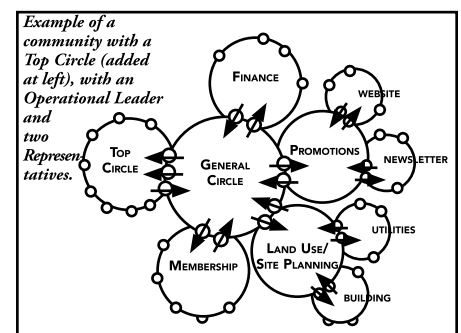 Example of a
community with a
Top Circle (added
at left), with an
Operational Leader
and
two
Represen-
tatives.
FINANCE
WEBSITE
PROMOTIONS
NEWSLETTER
TOP
CIRCLE
GENERAL
CIRCLE
UTILITIES
LAND USE/
SITE PLANNING
MEMBERSHIP
BUILDING